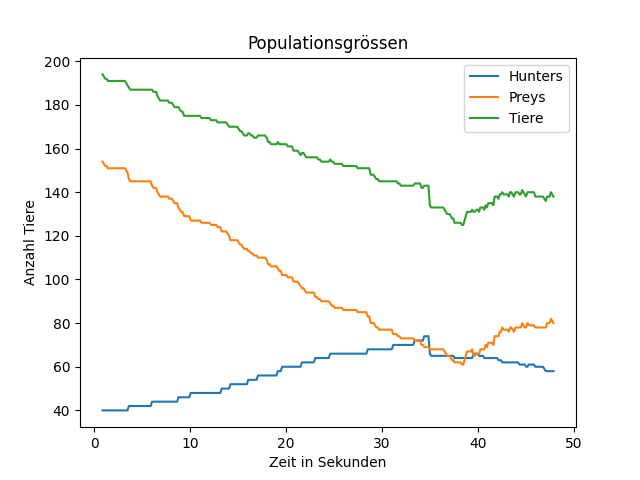 Populationsgrössen
Hunters
Preys
Tiere
Anzahl Tiere
200
180
160
140
120
100
80
60
40
0
10
20
30
40
50
Zeit in Sekunden